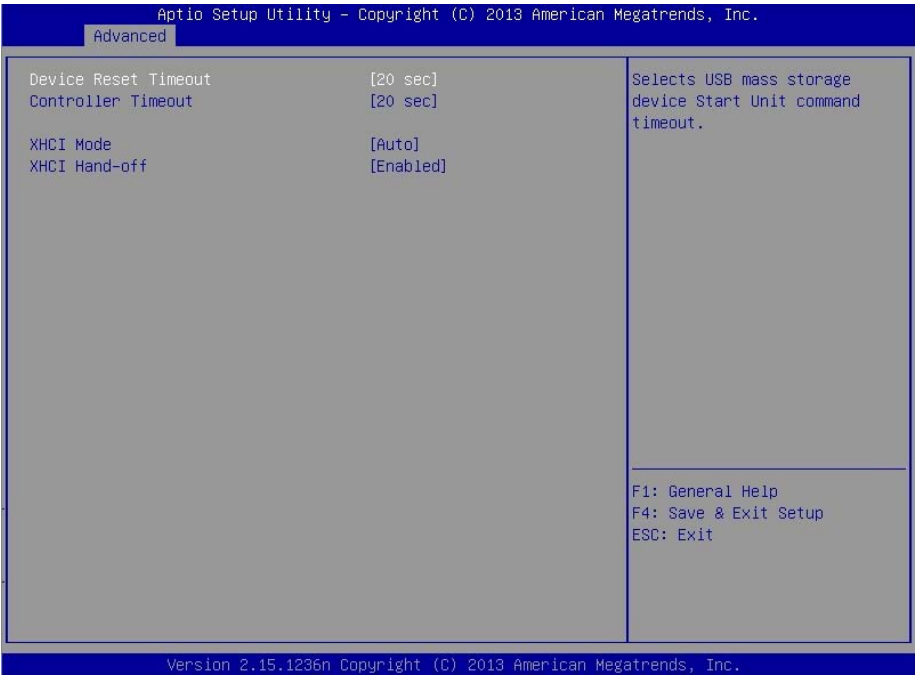 Aptio Setup Utility – Copyright (C) 2013 American Megatrends, Inc.
Advanced
Device Reset Timeout [20 sec]
Controller Timeout [20 sec]
XHCI Mode [Auto]
XHCI Hand-off [Enabled]
Selects USB mass storage
device Start Unit command
timeout.
F1: General Help
F4: Save & Exit Setup
ESC: Exit
Version 2.15.1236n Copyright (C) 2013 American Megatrends, Inc.